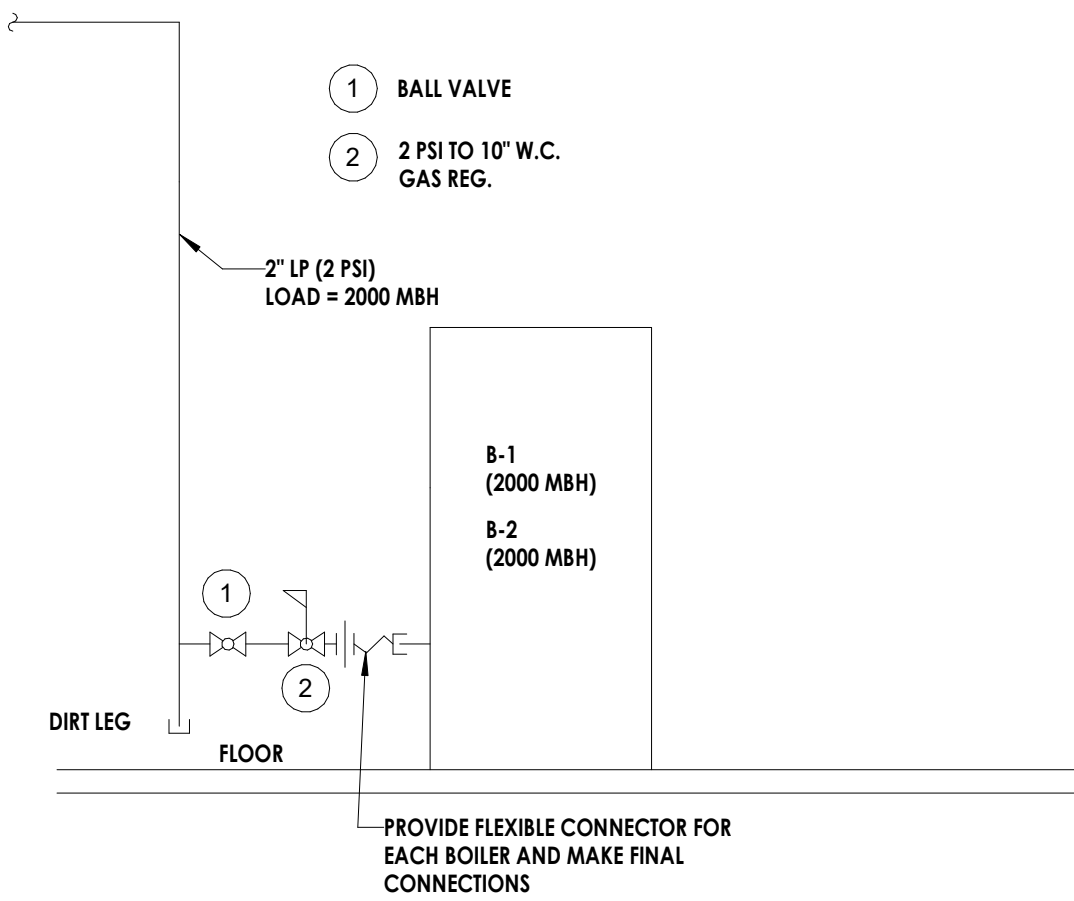 1 BALL VALVE
2 2 PSI TO 10" W.C.
GAS REG.
2" LP (2 PSI)
LOAD = 2000 MBH
B-1
(2000 MBH)
B-2
(2000 MBH)
1
2
DIRT LEG
FLOOR
PROVIDE FLEXIBLE CONNECTOR FOR
EACH BOILER AND MAKE FINAL
CONNECTIONS